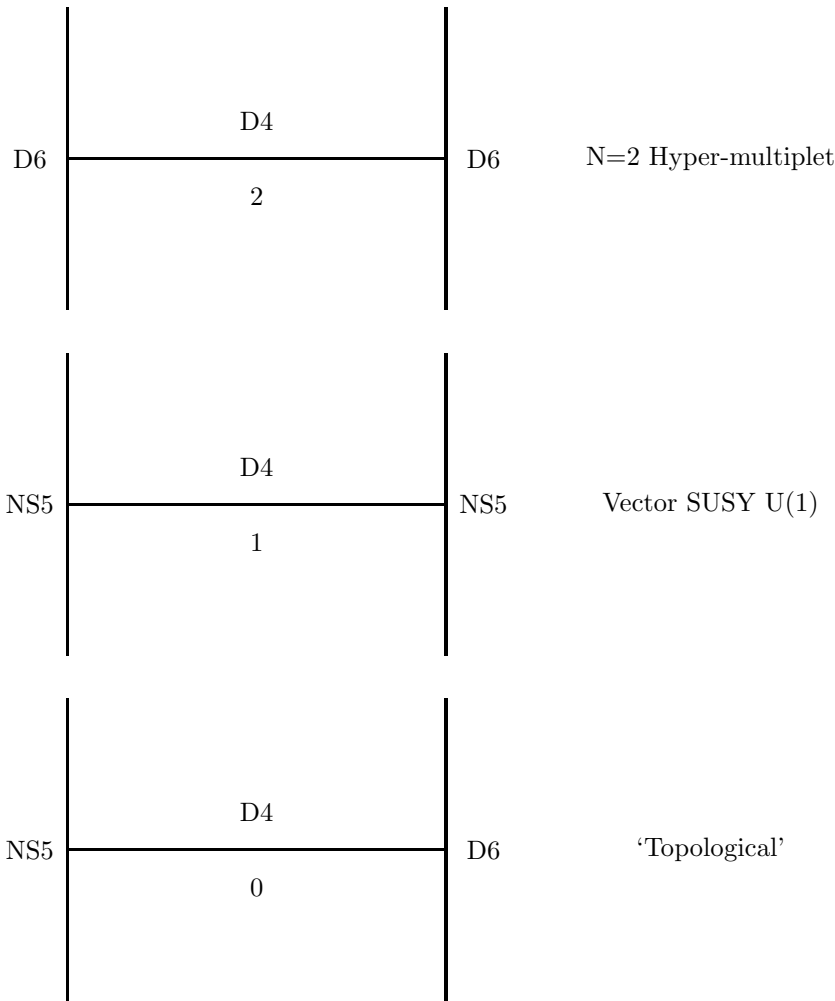 D4
D6 D6 N=2 Hyper-multiplet
2
D4
NS5 NS5 Vector SUSY U(1)
1
D4
NS5 D6 ‘Topological’
0